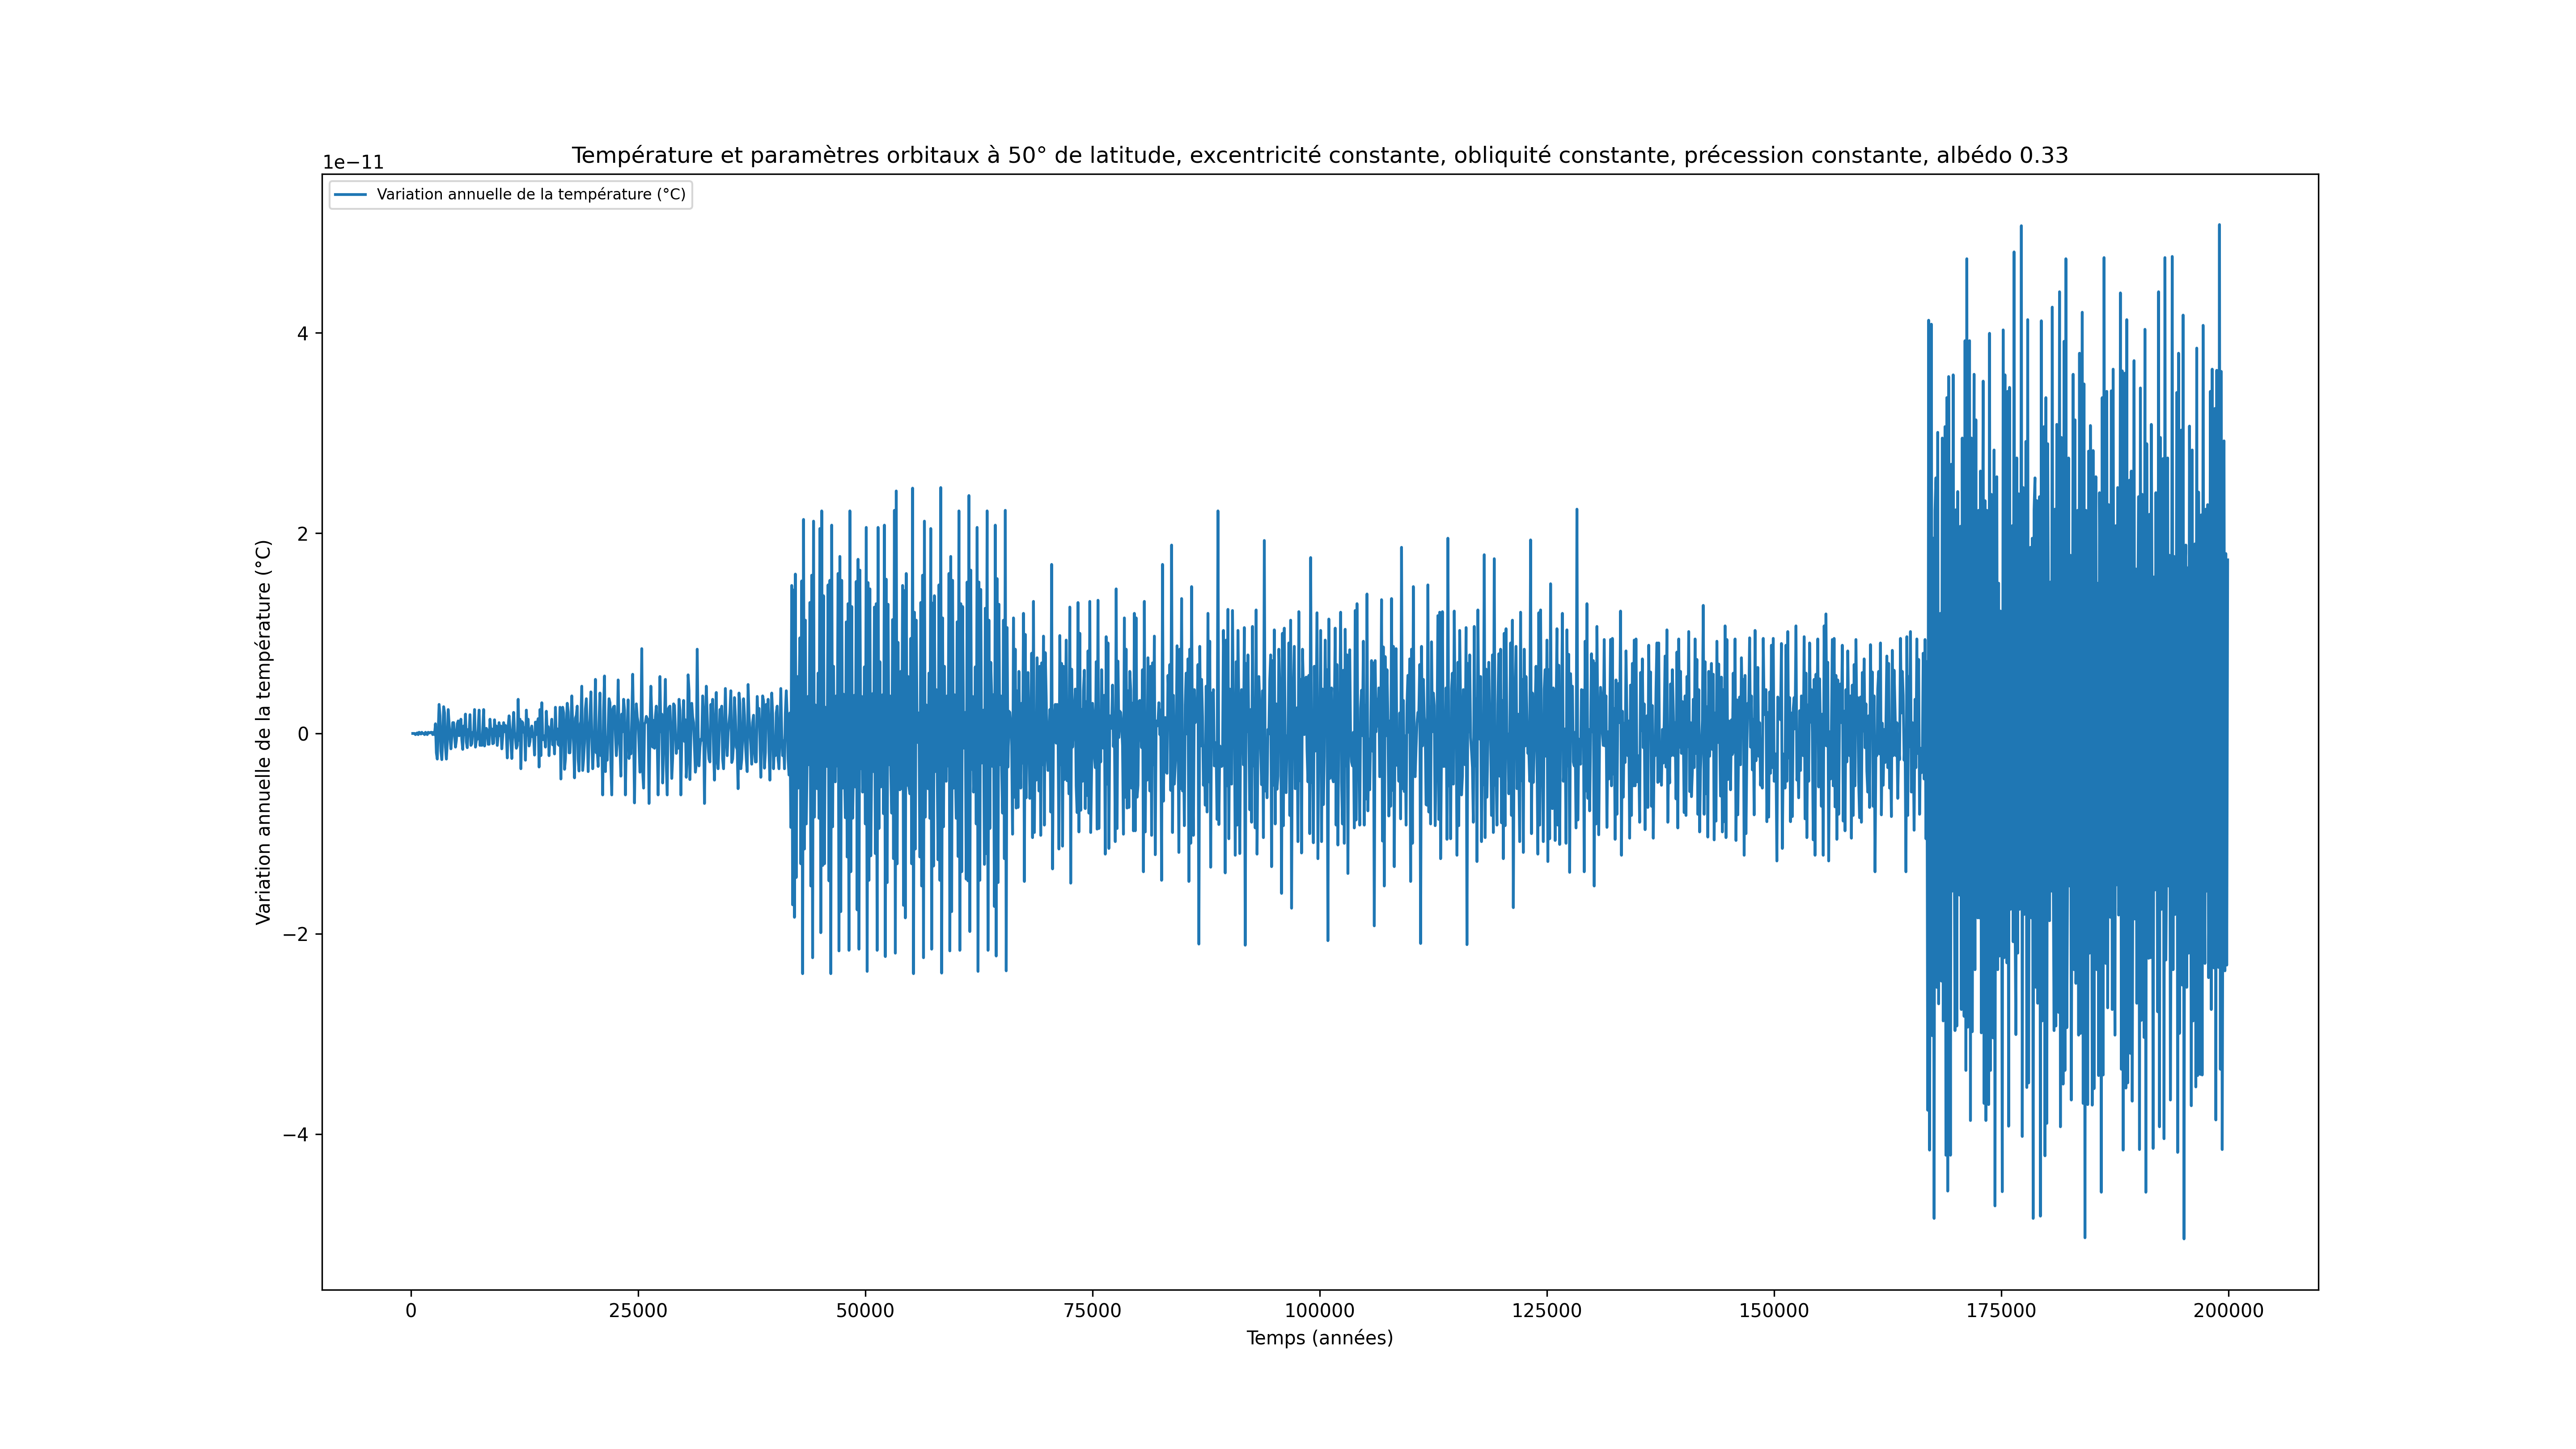 Température et paramètres orbitaux à 50° de latitude, excentricité constante, obliquité constante, précession constante, albédo 0.33
1e−11
Variation annuelle de la température (°C)
Variation annuelle de la température (°C)
4
2
0
−2
−4
0 25000 50000 75000 100000 125000 150000 175000 200000
Temps (années)